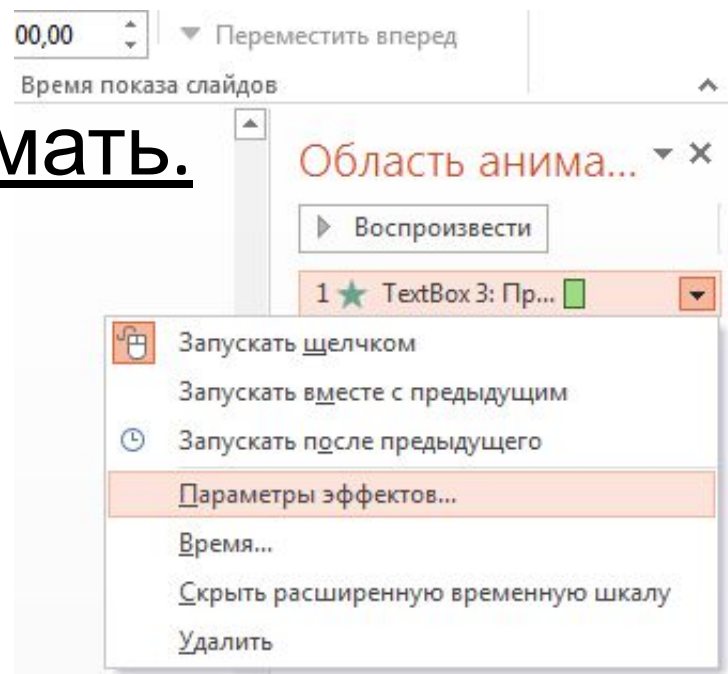 00,00 Переместить вперед
Время показа слайдов
мать.
Область анима...
Воспроизвести
1 TextBox 3: Пр...
Запускать щелчком
Запускать вместе с предыдущим
Запускать после предыдущего
Параметры эффектов...
Время...
Скрыть расширенную временную шкалу
Удалить